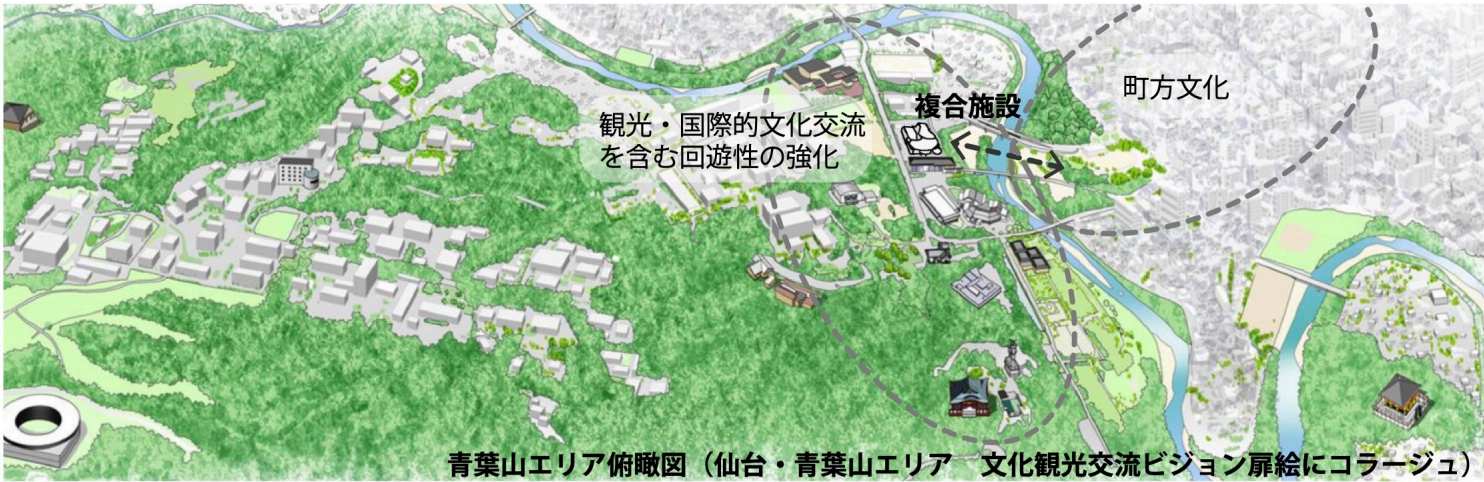 町方文化
複合施設
観光・国際的文化交流
を含む回遊性の強化
青葉山エリア俯瞰図（仙台・青葉山エリア　文化観光交流ビジョン扉絵にコラージュ）